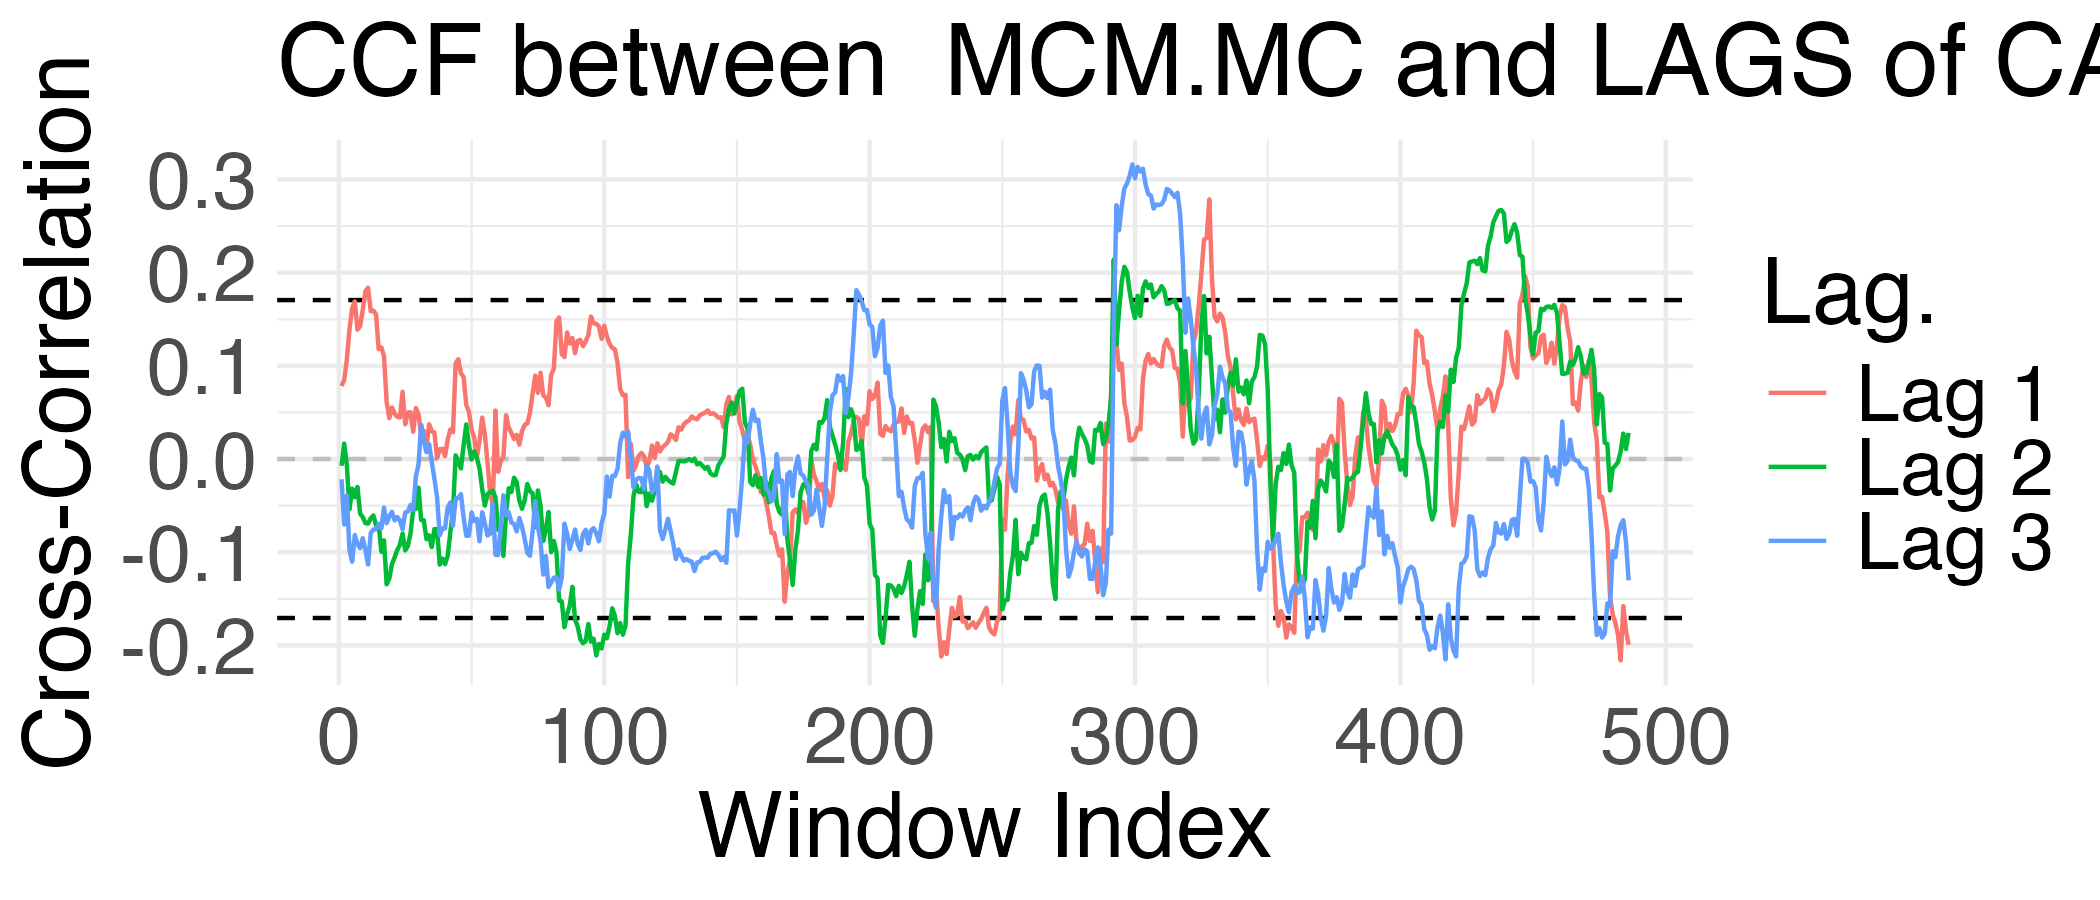 CCF between  MCM.MC and LAGS of CA
Cross-Correlation
0.3
0.2
0.1
0.0
-0.1
-0.2
0 100 200 300 400 500
Window Index
Lag.
Lag 1
Lag 2
Lag 3